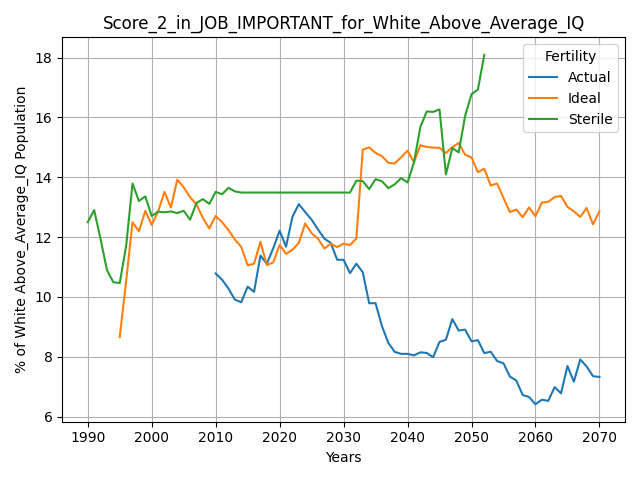 Score_2_in_JOB_IMPORTANT_for_White_Above_Average_IQ
% of White Above_Average_IQ Population
18
16
14
12
10
8
6
Fertility
Actual
Ideal
Sterile
1990 2000 2010 2020 2030 2040 2050 2060 2070
Years